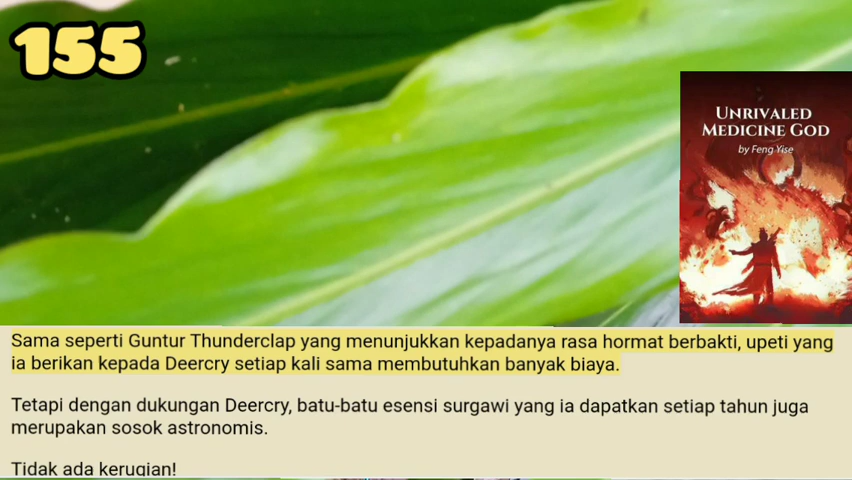 155
UNRIVALED
MEDICINE GOD
by Feng Yise
Sama seperti Guntur Thunderclap yang menunjukkan kepadanya rasa hormat berbakti, upeti yang
ia berikan kepada Deercry setiap kali sama membutuhkan banyak biaya.
Tetapi dengan dukungan Deercry, batu-batu esensi surgawi yang ia dapatkan setiap tahun juga
merupakan sosok astronomis.
Tidak ada kerugian!